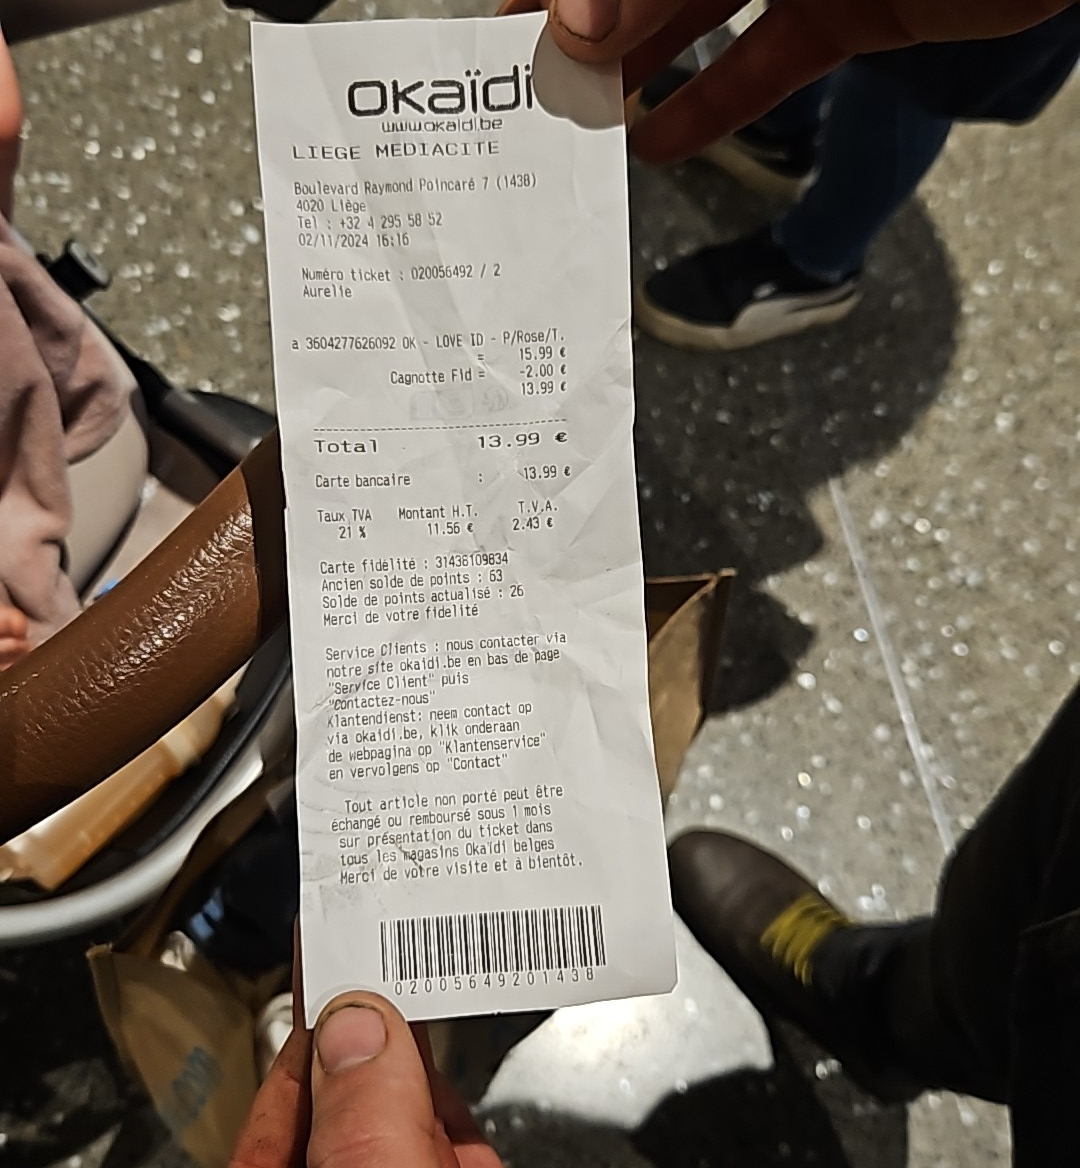 okaïdi
www.okaidi.be
LIEGE MEDIACITE
Boulevard Raymond Poincaré 7 (1438)
4020 Liège
Tel : +32 4 295 58 52
02/11/2024 16:16
Numéro ticket : 020056492 / 2
Aurelie
a 3604277626092 OK - LOVE ID - P/Rose/T.
= 15.99 €
Cagnotte Fid = -2.00 €
13.99 €
Total 13.99 €
Carte bancaire : 13.99 €
Taux TVA Montant H.T. T.V.A.
21 % 11.56 € 2.43 €
Carte fidélité : 31436109834
Ancien solde de points : 63
Solde de points actualisé : 26
Merci de votre fidelité
Service Clients : nous contacter via
notre site okaidi.be en bas de page
"Service Client" puis
"contactez-nous"
Klantendienst: neem contact op
via okaidi.be, klik onderaan
de webpagina op "Klantenservice"
en vervolgens op "Contact"
Tout article non porté peut être
échangé ou remboursé sous 1 mois
sur présentation du ticket dans
tous les magasins Okaïdi belges
Merci de votre visite et à bientôt.
02005649201438